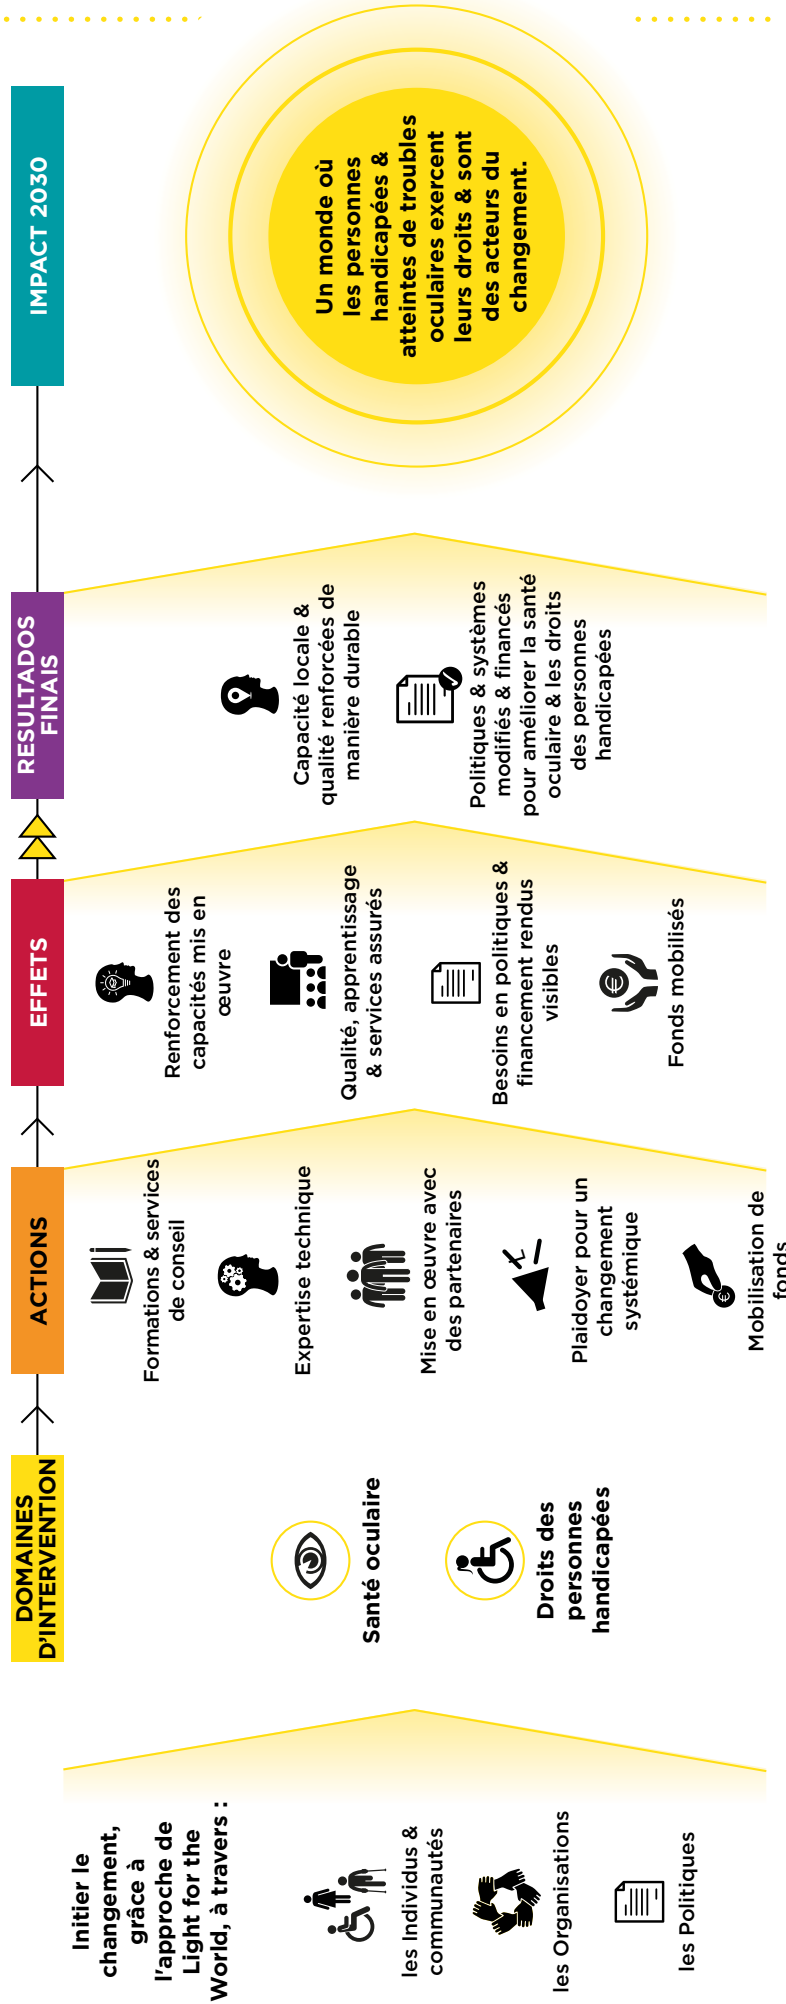 Initier le
changement,
grâce à
l'approche de
Light for the
World, à travers :
les Individus &
communautés
les Organisations
les Politiques
DOMAINES
D'INTERVENTION
Santé oculaire
Droits des
personnes
handicapées
ACTIONS
Formations & services
de conseil
Expertise technique
Mise en œuvre avec
des partenaires
Plaidoyer pour un
changement
systémique
Mobilisation de
fonds
EFFETS
Renforcement des
capacités mis en
œuvre
Qualité, apprentissage
& services assurés
Besoins en politiques &
financement rendus
visibles
Fonds mobilisés
RESULTADOS
FINAIS
Capacité locale &
qualité renforcées de
manière durable
Politiques & systèmes
modifiés & financés
pour améliorer la santé
oculaire & les droits
des personnes
handicapées
IMPACT 2030
Un monde où
les personnes
handicapées &
atteintes de troubles
oculaires exercent
leurs droits & sont
des acteurs du
changement.